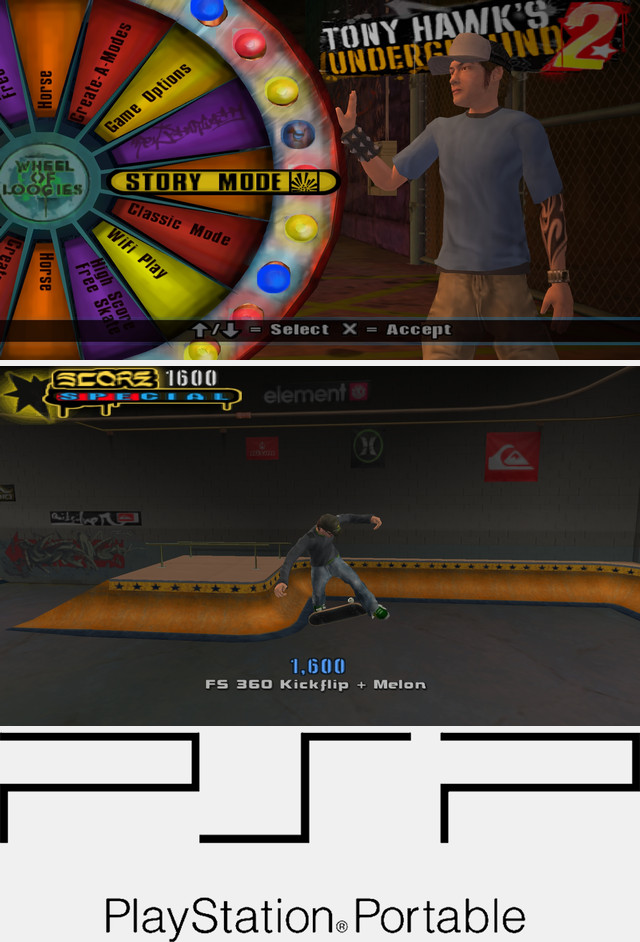 TONY HAWK'S
UNDERGROUND 2
Free
Horse
Create-A-Modes
Game Options
STORY MODE
WHEEL
OF
LOOGIES
Classic Mode
WiFi Play
High Score
Free Skate
Horse
Create
↑/↓ = Select X = Accept
SCORE 1600
SPECIAL
element
1,600
FS 360 Kickflip + Melon
PSP
PlayStation® Portable